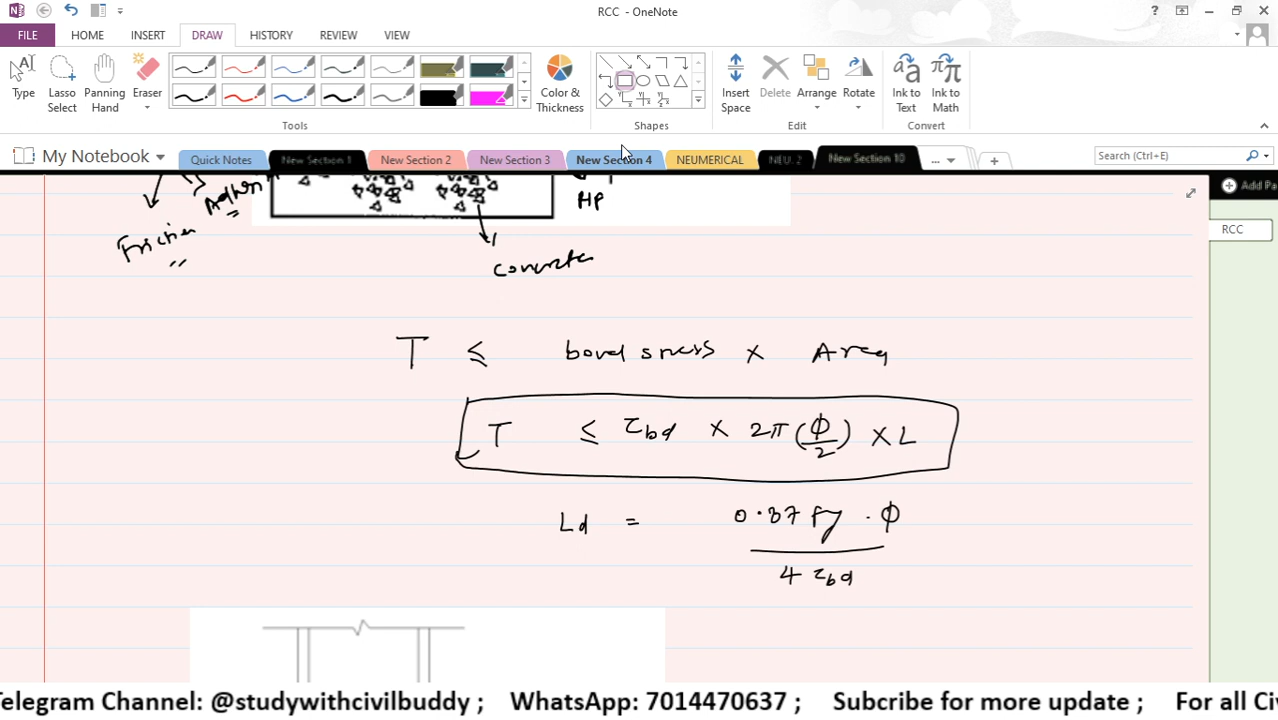 RCC - OneNote
FILE HOME INSERT DRAW HISTORY REVIEW VIEW
Type Lasso Select Panning Hand Eraser Color & Thickness Insert Space Delete Arrange Rotate Ink to Text Ink to Math
Tools Shapes Edit Convert
My Notebook Quick Notes New Section 1 New Section 2 New Section 3 New Section 4 NEUMERICAL NEU. 2 New Section 10 ... + Search (Ctrl+E)
Add Pa
RCC
HP
Friction
concrete
T ≤ bond stress × Area
T ≤ τbd × 2π(ϕ/2) × L
Ld = 0.87 fy . ϕ / 4 τbd
Telegram Channel: @studywithcivilbuddy ; WhatsApp: 7014470637 ; Subcribe for more update ; For all Ci